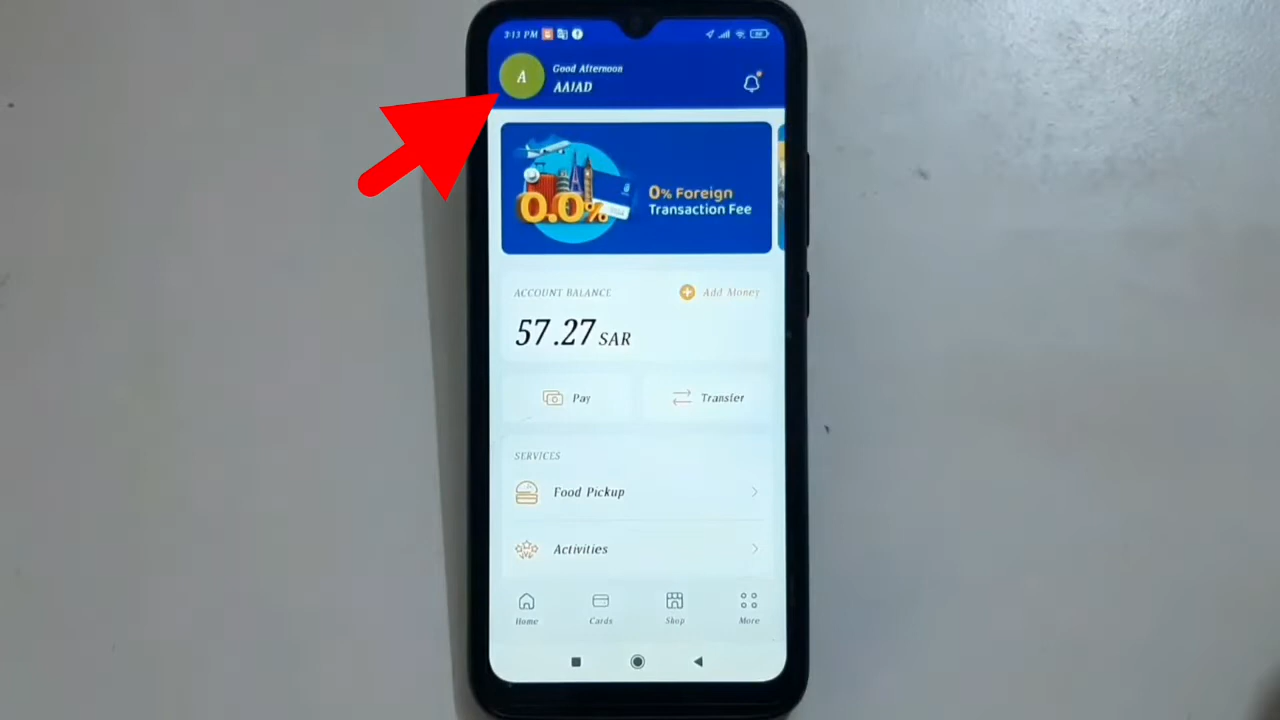 3:13 PM
A
Good Afternoon
AAJAD
0.0%
0% Foreign
Transaction Fee
ACCOUNT BALANCE
Add Money
57.27 SAR
Pay
Transfer
SERVICES
Food Pickup
Activities
Home
Cards
Shop
More